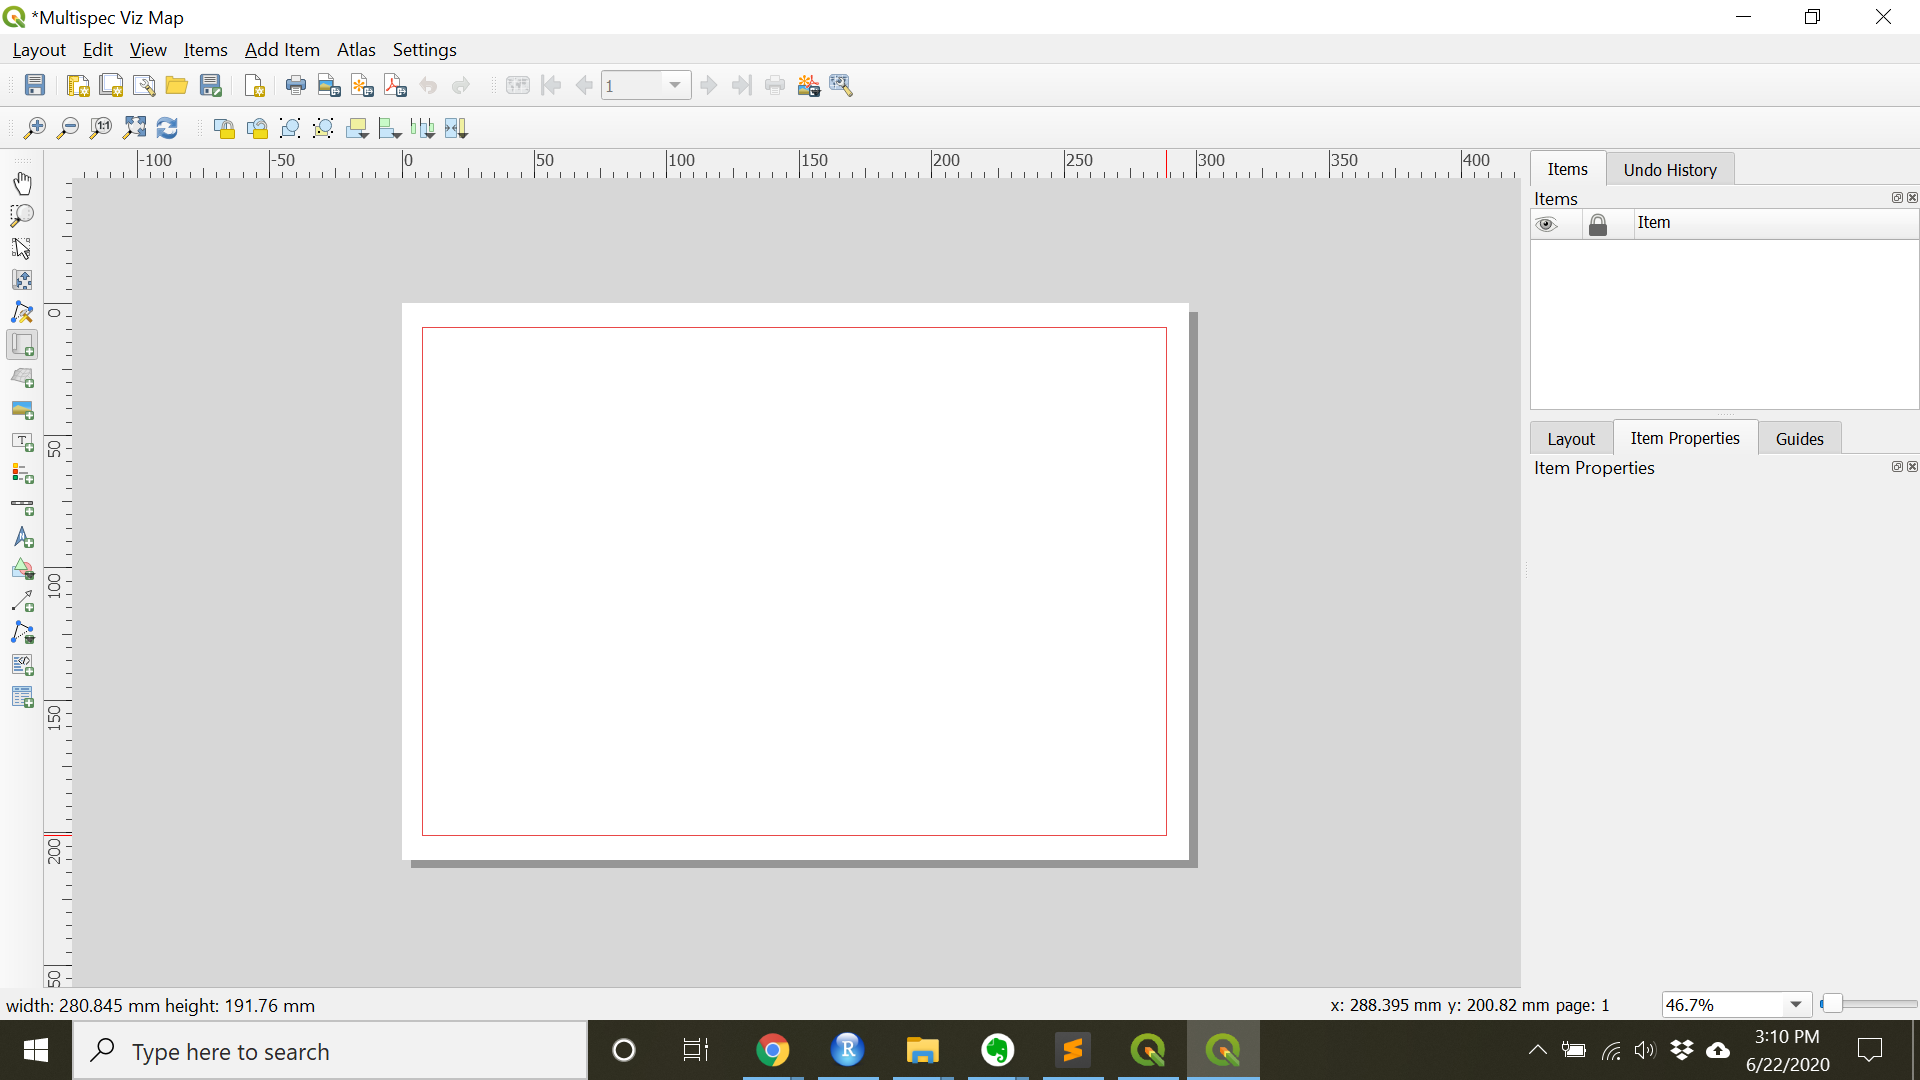 *Multispec Viz Map
Layout Edit View Items Add Item Atlas Settings
1
-100 -50 0 50 100 150 200 250 300 350 400
Items Undo History
Items
Item
0
50
100
150
200
50
Layout Item Properties Guides
Item Properties
width: 280.845 mm height: 191.76 mm
x: 288.395 mm y: 200.82 mm page: 1
46.7%
Type here to search
R
3:10 PM
6/22/2020